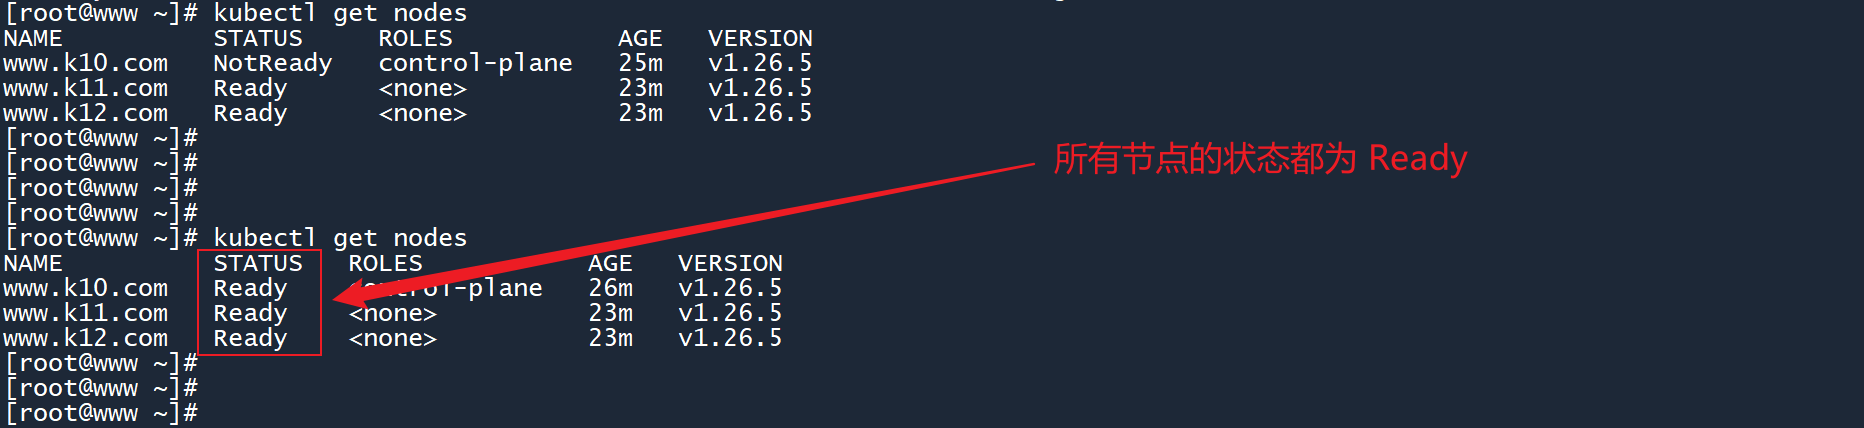 [root@www ~]# kubectl get nodes
NAME          STATUS     ROLES           AGE   VERSION
www.k10.com   NotReady   control-plane   25m   v1.26.5
www.k11.com   Ready      <none>          23m   v1.26.5
www.k12.com   Ready      <none>          23m   v1.26.5
[root@www ~]#
[root@www ~]#
[root@www ~]#
[root@www ~]#
所有节点的状态都为 Ready
[root@www ~]# kubectl get nodes
NAME          STATUS   ROLES           AGE   VERSION
www.k10.com   Ready    control-plane   26m   v1.26.5
www.k11.com   Ready    <none>          23m   v1.26.5
www.k12.com   Ready    <none>          23m   v1.26.5
[root@www ~]#
[root@www ~]#
[root@www ~]#